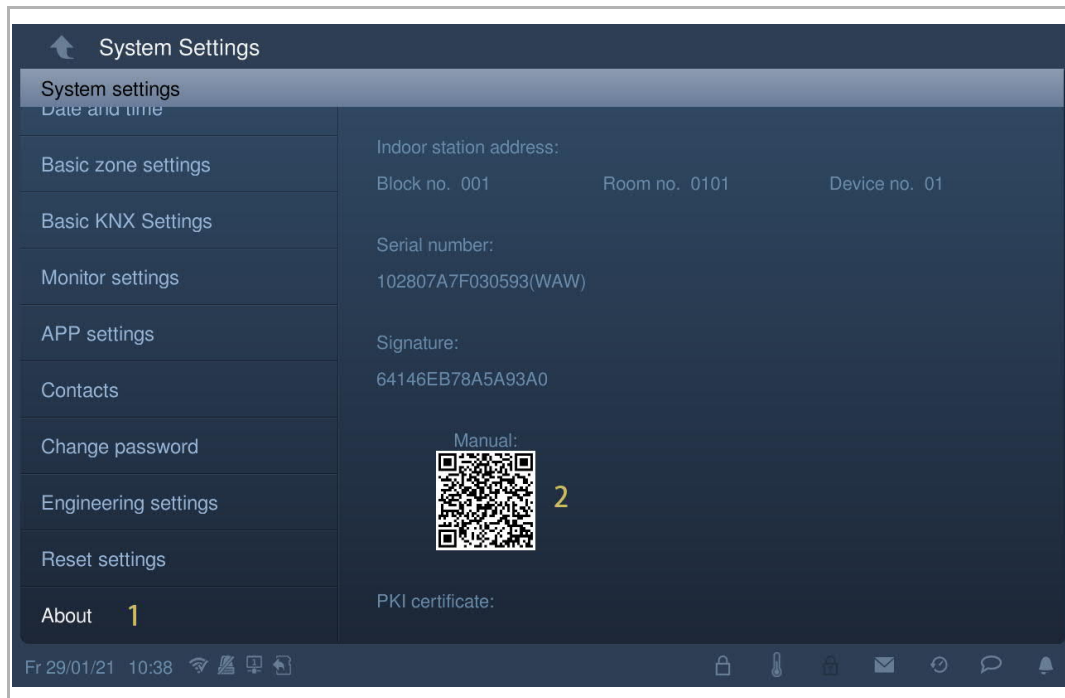 System Settings
System settings
Date and time
Basic zone settings
Basic KNX Settings
Monitor settings
APP settings
Contacts
Change password
Engineering settings
Reset settings
About 1
Indoor station address:
Block no. 001 Room no. 0101 Device no. 01
Serial number:
102807A7F030593(WAW)
Signature:
64146EB78A5A93A0
Manual:
2
PKI certificate:
Fr 29/01/21 10:38